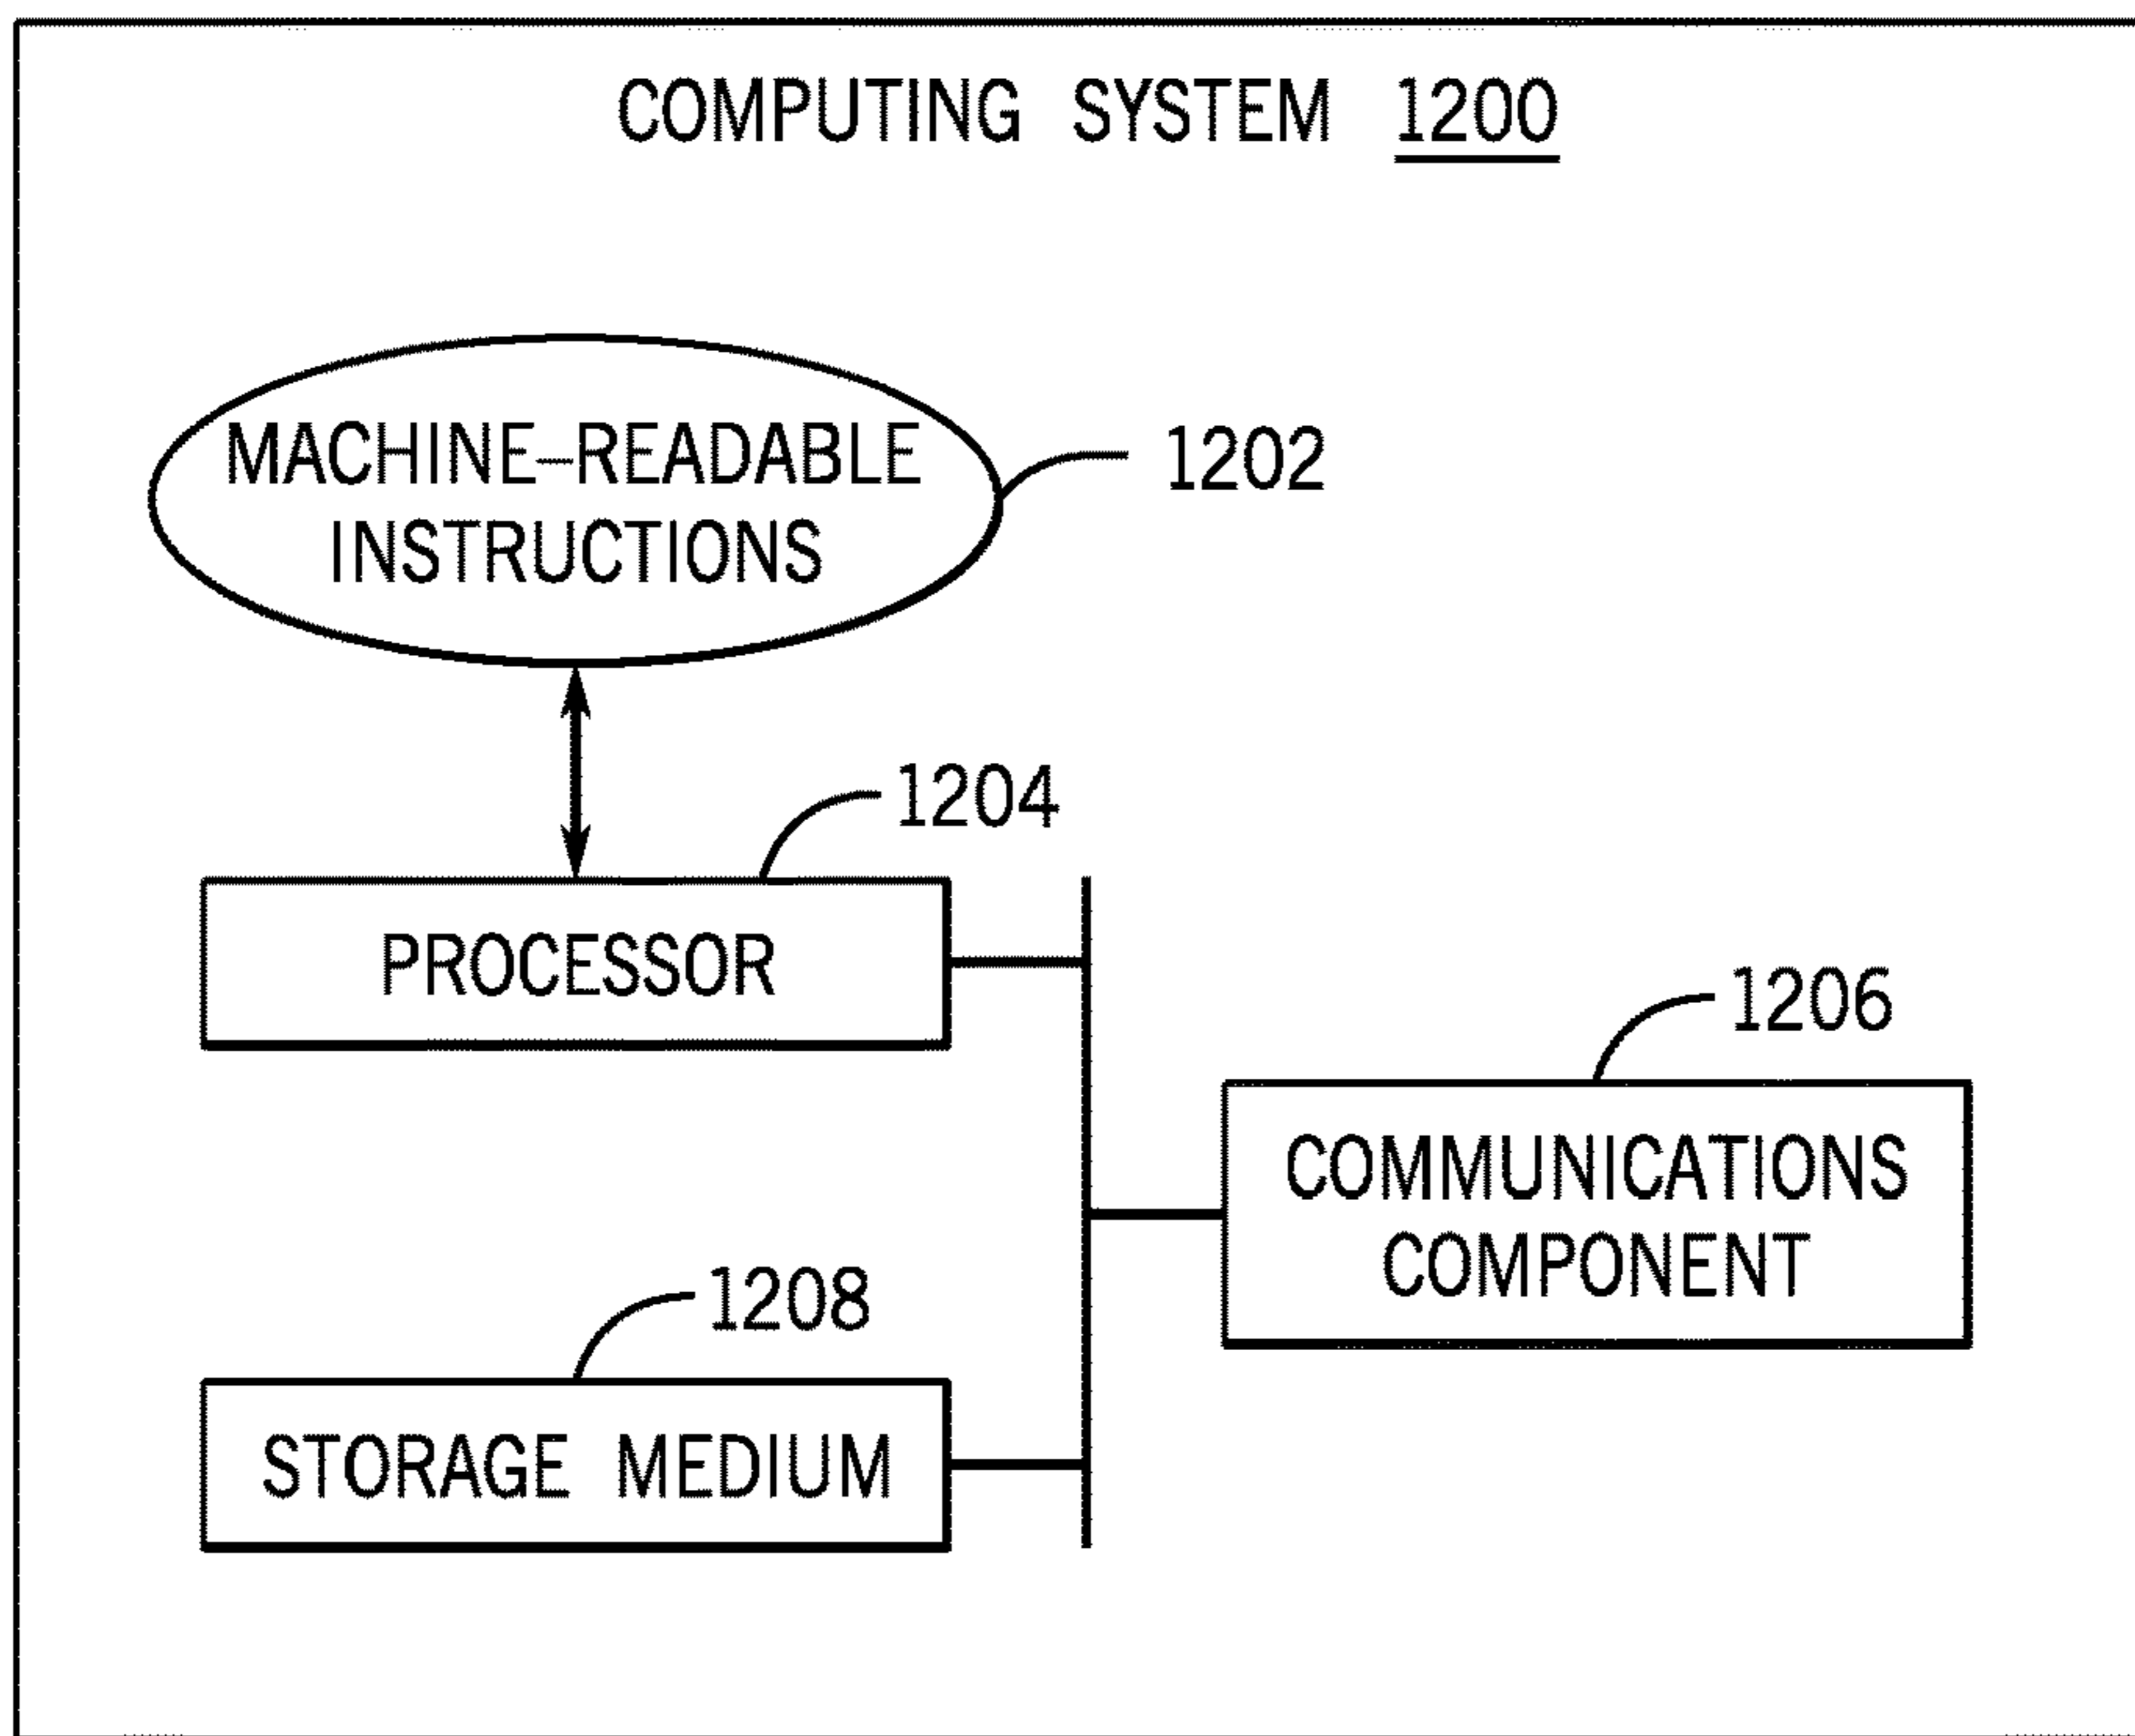 COMPUTING SYSTEM 1200
MACHINE–READABLE
INSTRUCTIONS
1202
1204
PROCESSOR
1206
COMMUNICATIONS
COMPONENT
1208
STORAGE MEDIUM